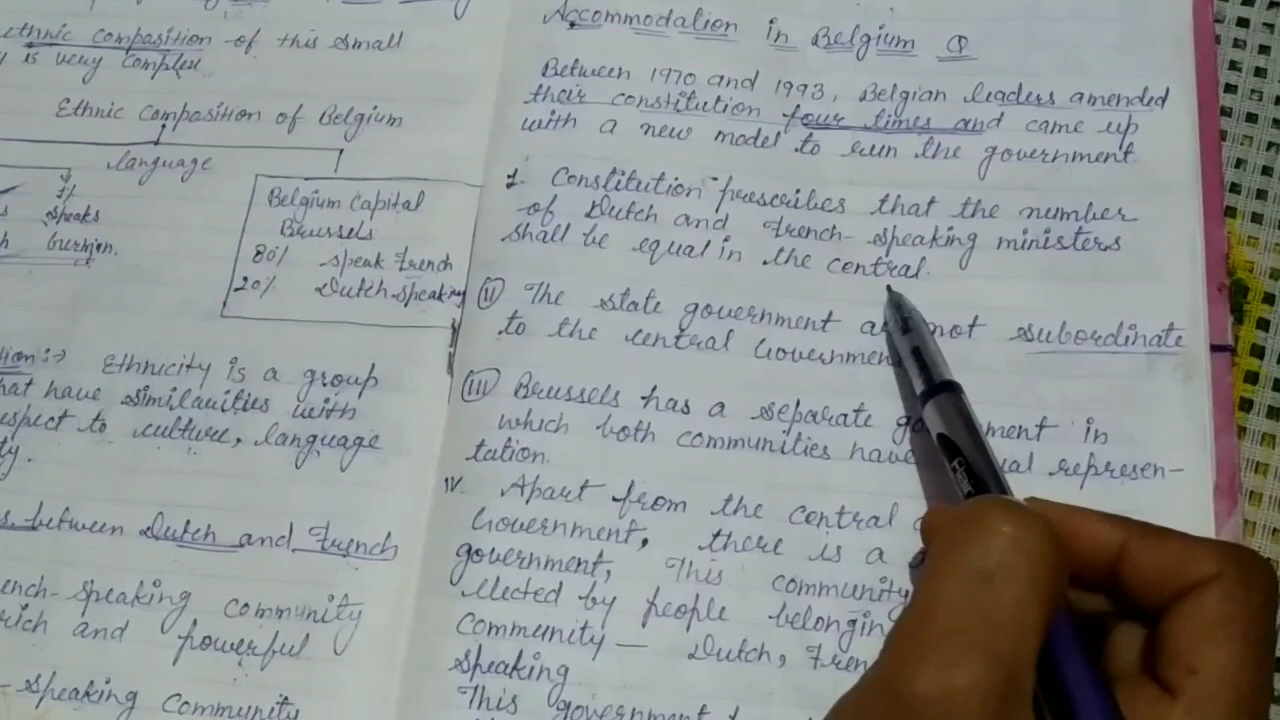 ethnic composition of this small
is very complex
Ethnic Composition of Belgium
language
1%
speaks
German.
Belgium Capital
Brussels
80% speak French
20% Dutch speaking
Ethnicity is a group
that have similarities with
respect to culture, language
between Dutch and French
French-speaking community
rich and powerful
- speaking Community
Accommodation in Belgium
Between 1970 and 1993, Belgian leaders amended
their constitution four times and came up
with a new model to run the government
1. Constitution prescribes that the number
of Dutch and French-speaking ministers
shall be equal in the central.
II The state government not subordinate
to the central Government
III Brussels has a separate government in
which both communities have equal represen-
tation.
IV. Apart from the central
Government, there is a
government, This community
elected by people belonging
Community — Dutch, French
speaking
This government